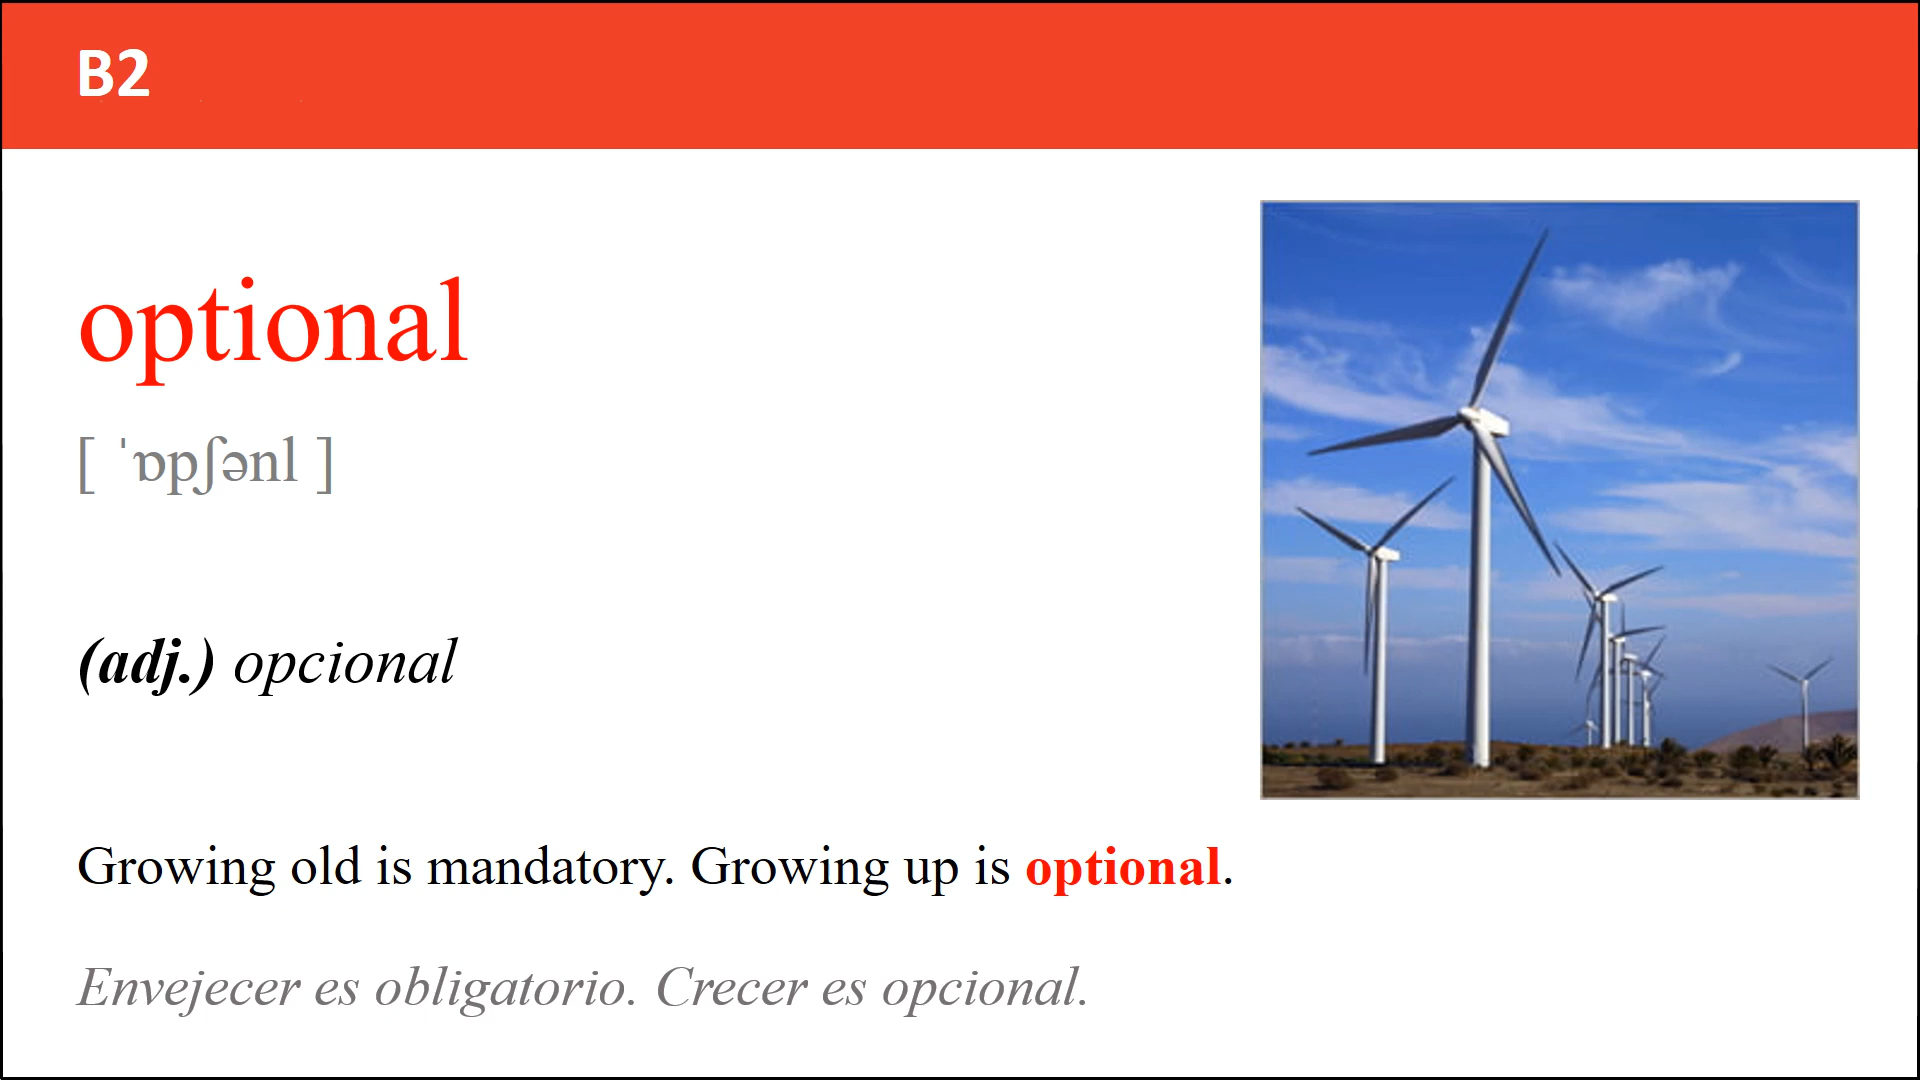 B2
optional
[ ˈɒpʃənl ]
(adj.) opcional
Growing old is mandatory. Growing up is optional.
Envejecer es obligatorio. Crecer es opcional.